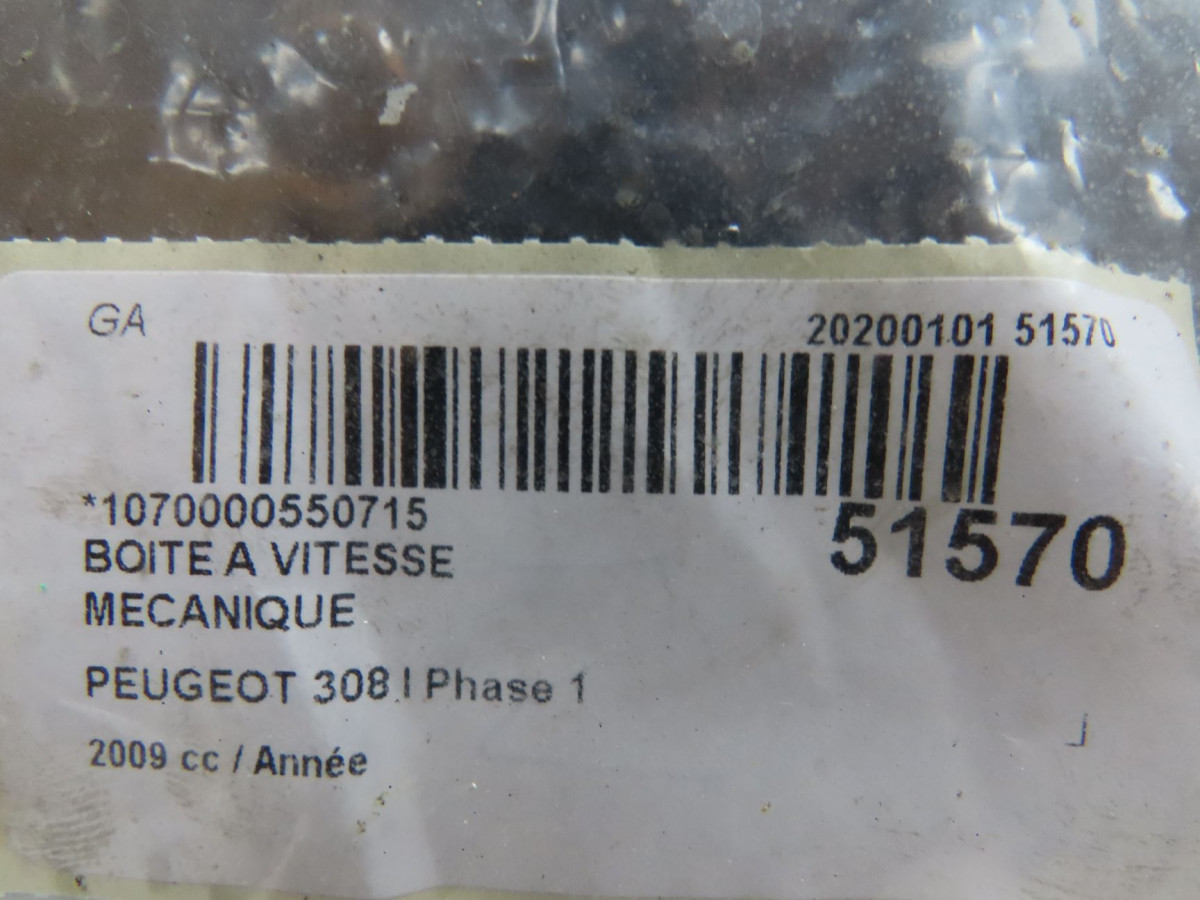 GA
20200101 51570
*1070000550715
51570
BOITE A VITESSE
MECANIQUE
PEUGEOT 308 I Phase 1
2009 cc / Année